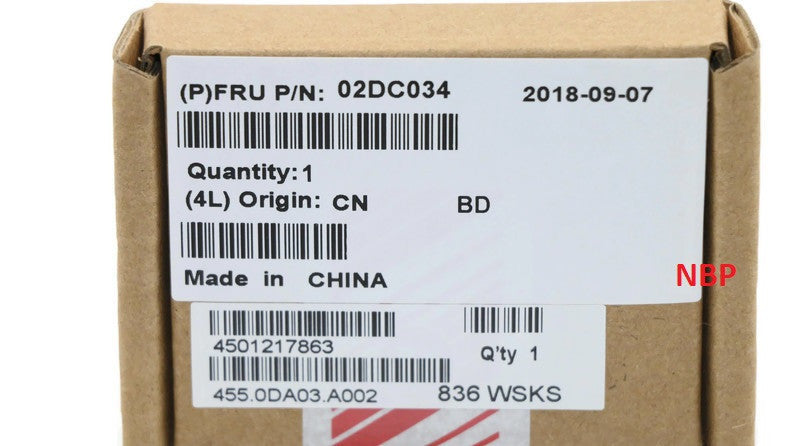 (P)FRU P/N: 02DC034 2018-09-07
Quantity:1
(4L) Origin: CN BD
NBP
Made in CHINA
4501217863
Q'ty 1
455.0DA03.A002 836 WSKS